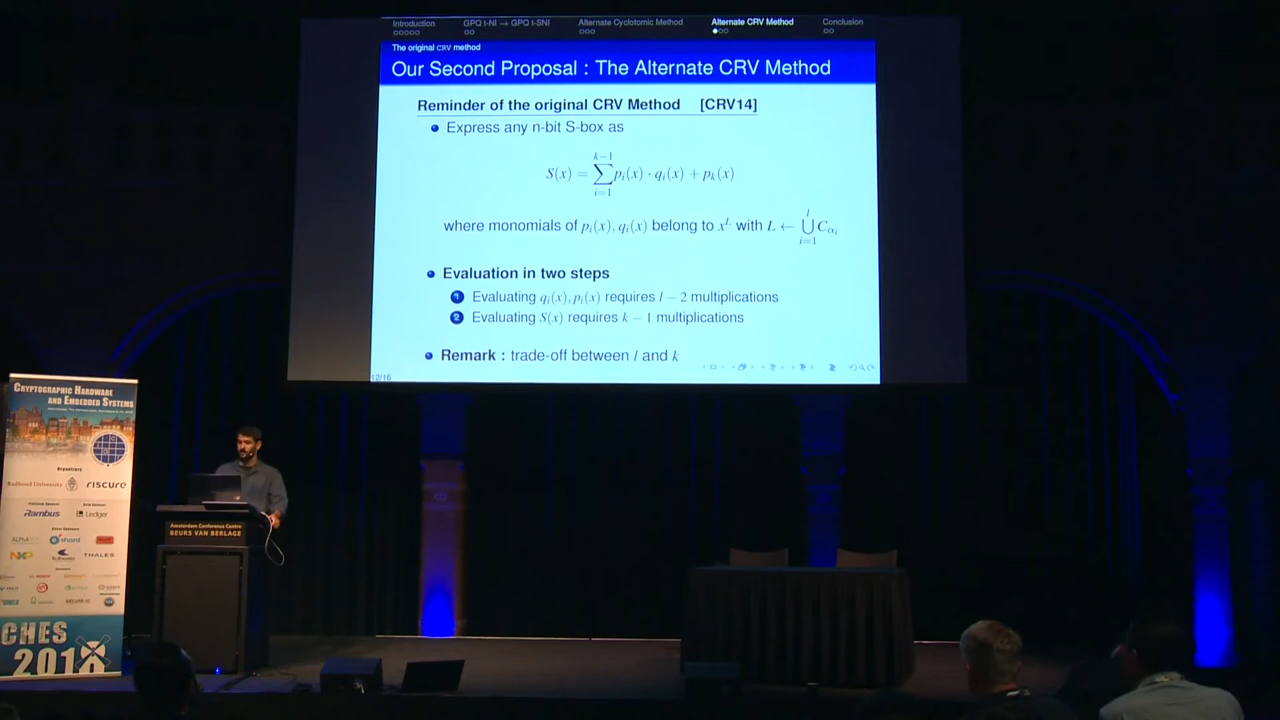 Introduction GPQ t-NI → GPQ t-SNI Alternate Cyclotomic Method Alternate CRV Method Conclusion
The original CRV method
Our Second Proposal : The Alternate CRV Method
Reminder of the original CRV Method [CRV14]
Express any n-bit S-box as
S(x) = ∑_{i=1}^{k−1} p_i(x) · q_i(x) + p_k(x)
where monomials of p_i(x), q_i(x) belong to x^L with L ← ⋃_{i=1}^{l} C_{α_i}
Evaluation in two steps
1 Evaluating q_i(x), p_i(x) requires l − 2 multiplications
2 Evaluating S(x) requires k − 1 multiplications
Remark : trade-off between l and k
12/16
Cryptographic Hardware
and Embedded Systems
Organizers
Radboud University riscure
Rambus Ledger
eshard
NXP THALES
CHES
2018
Amsterdam Conference Centre
BEURS VAN BERLAGE